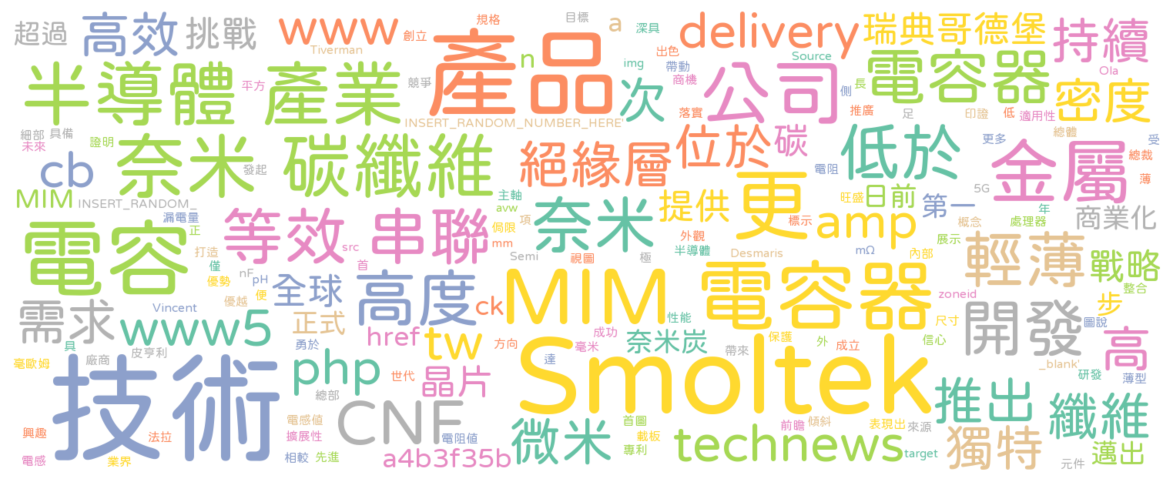 超過 高效 挑戰 www 創立 規格 目標 深具 a delivery 瑞典哥德堡 持續
Tiverman
半導體 產業 平方 競爭 產品 n img 次 出色 帶動 商機 公司 Source 側 長 電容器 Ola 密度
INSERT_RANDOM_NUMBER_HERE 落實 推廣 足 印證 低 適用性
細部 具備 未來 證明 奈米 碳纖維 絕緣層 位於 碳 低於 更多 總體 受
cb 發起 電阻 金屬 總裁 薄
MIM INSERT_RANDOM_ 主軸 avw 項 奈米 提供 更 旺盛 日前 第一 5G 年 商業化
漏電量 正 等效 串聯 侷限 標示 amp 概念 處理器
電容 打造 僅 優勢 src mm 外觀 半導體 展示 輕薄 戰略
nF pH 首 Semi 視圖 極 Desmaris mΩ 內部 整合
需求 Vincent 優越 便 全球 高度 ck MIM 電容器 zoneid 開發 步
www5 正式 href tw 性能 成功 奈米炭 保護 尺寸 圖說 高
具 勇於 方向 毫米 帶來 外 成立 信心
毫歐姆 廠商 皮亨利 php 世代 晶片 達 Smoltek _blank' 研發 薄型
技術 總部 CNF 推出 纖維
興趣 法拉 電感值 擴展性 電阻值 微米 首圖 載板 前瞻 傾斜 表現出 來源 獨特 邁出
電感 業界 相較 先進 a4b3f35b 專利 technews target 元件